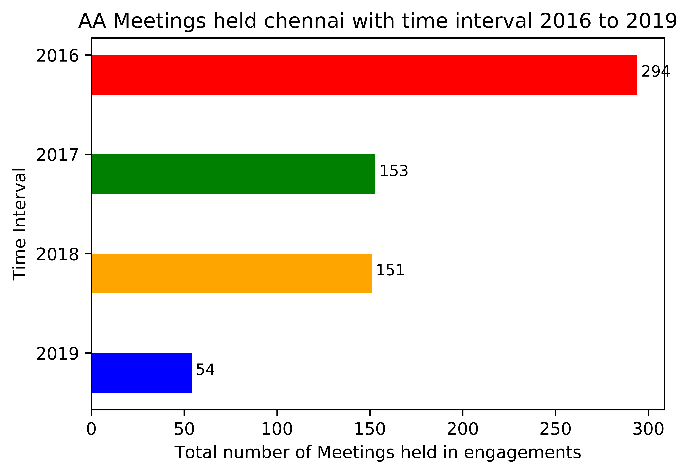 AA Meetings held chennai with time interval 2016 to 2019
2016
294
2017
153
2018
151
2019
54
Time Interval
0 50 100 150 200 250 300
Total number of Meetings held in engagements